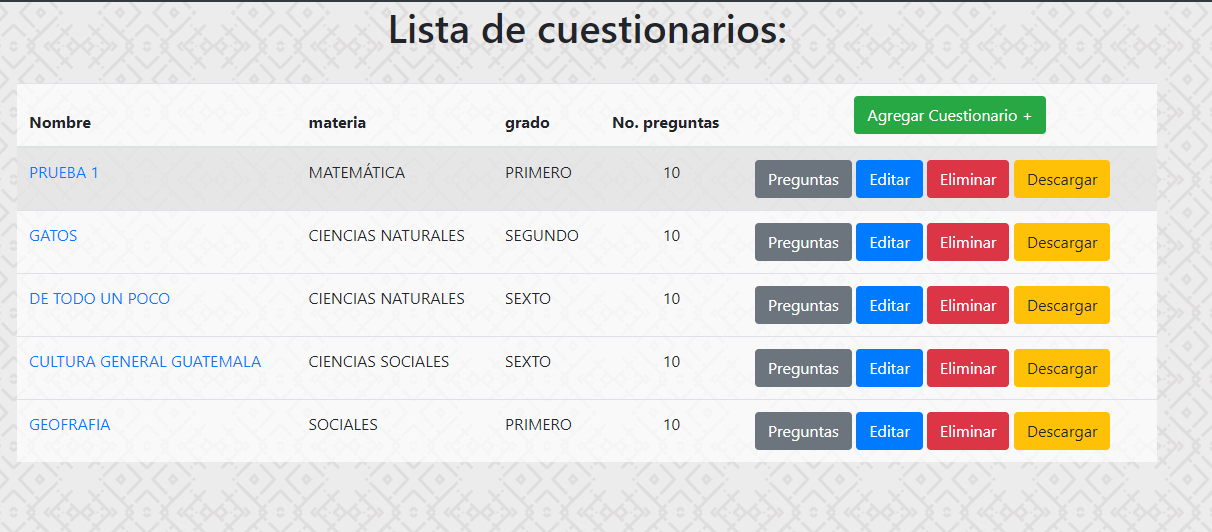 Lista de cuestionarios:
Nombre materia grado No. preguntas Agregar Cuestionario +
PRUEBA 1 MATEMÁTICA PRIMERO 10 Preguntas Editar Eliminar Descargar
GATOS CIENCIAS NATURALES SEGUNDO 10 Preguntas Editar Eliminar Descargar
DE TODO UN POCO CIENCIAS NATURALES SEXTO 10 Preguntas Editar Eliminar Descargar
CULTURA GENERAL GUATEMALA CIENCIAS SOCIALES SEXTO 10 Preguntas Editar Eliminar Descargar
GEOFRAFIA SOCIALES PRIMERO 10 Preguntas Editar Eliminar Descargar